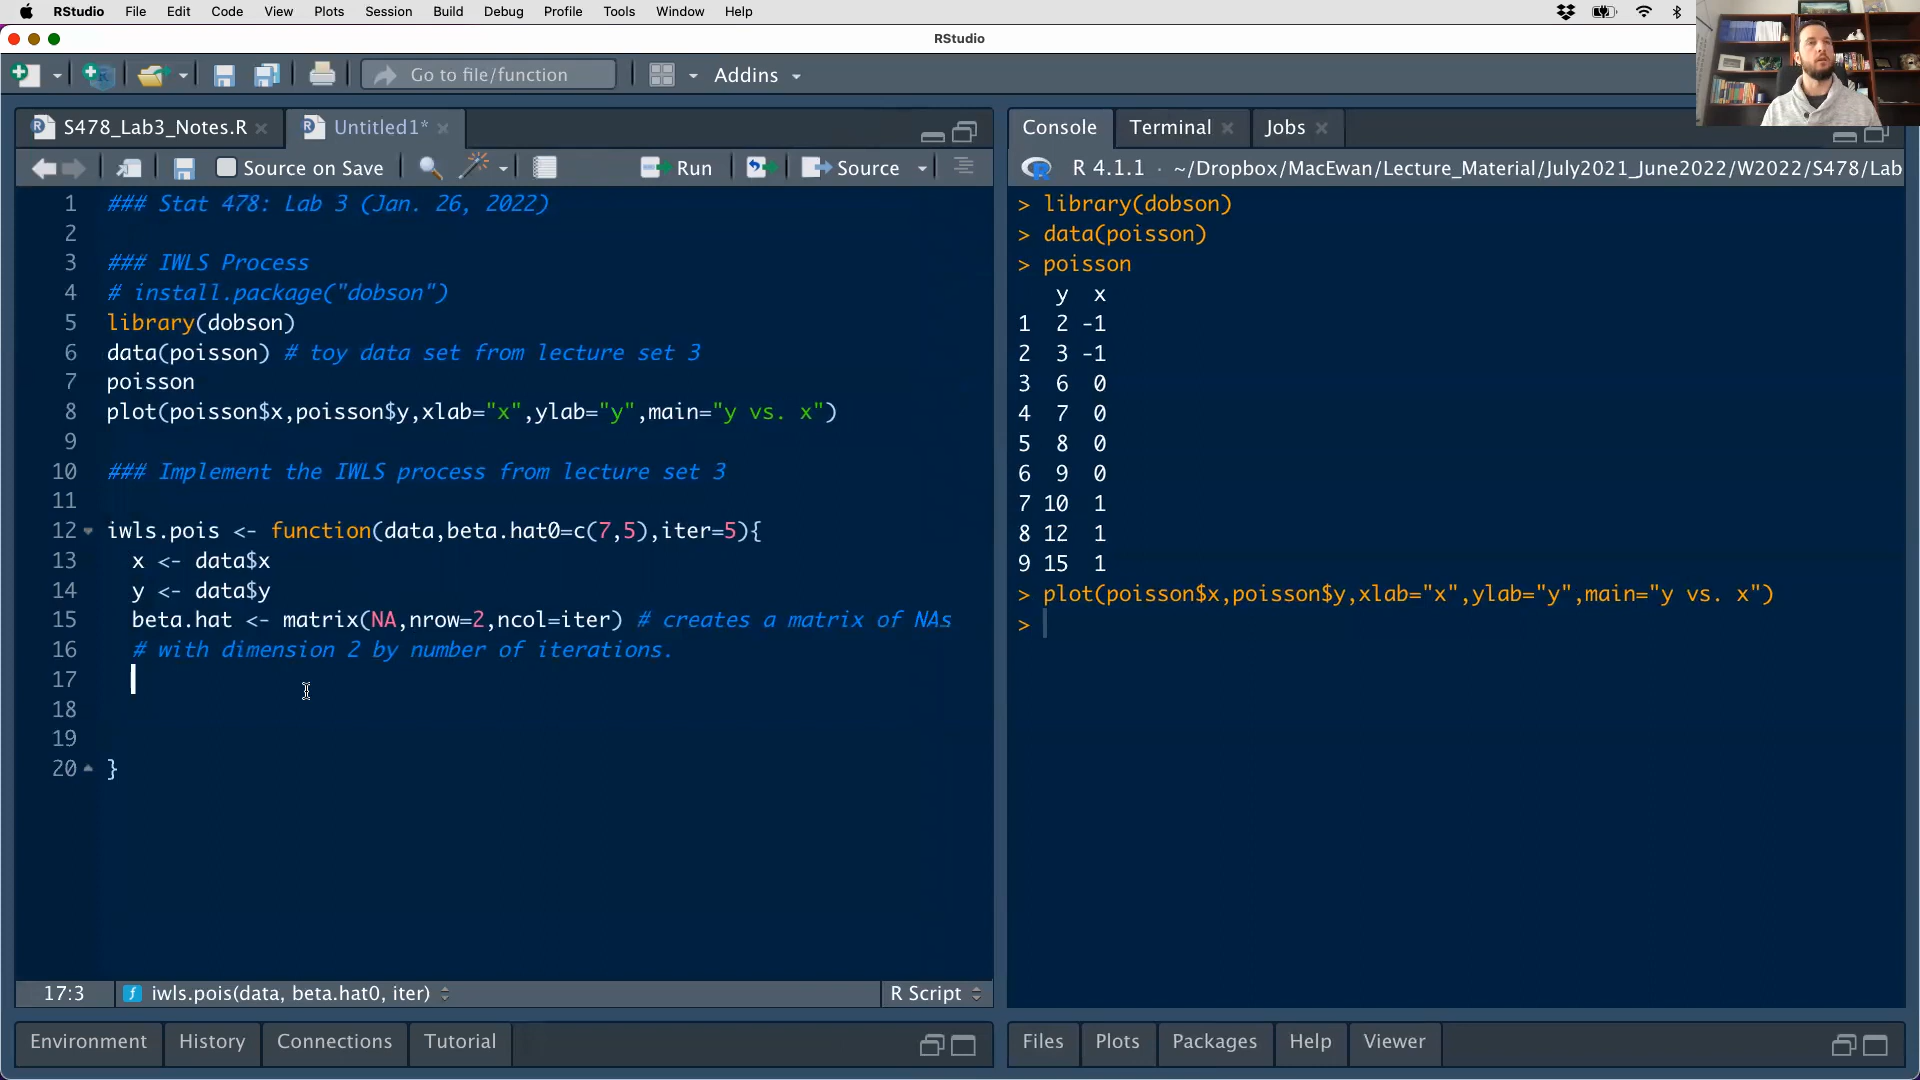 RStudio File Edit Code View Plots Session Build Debug Profile Tools Window Help
RStudio
Go to file/function Addins
S478_Lab3_Notes.R Untitled1*
Source on Save Run Source
1 ### Stat 478: Lab 3 (Jan. 26, 2022)
2
3 ### IWLS Process
4 # install.package("dobson")
5 library(dobson)
6 data(poisson) # toy data set from lecture set 3
7 poisson
8 plot(poisson$x,poisson$y,xlab="x",ylab="y",main="y vs. x")
9
10 ### Implement the IWLS process from lecture set 3
11
12 iwls.pois <- function(data,beta.hat0=c(7,5),iter=5){
13 x <- data$x
14 y <- data$y
15 beta.hat <- matrix(NA,nrow=2,ncol=iter) # creates a matrix of NAs
16 # with dimension 2 by number of iterations.
17
18
19
20 }
17:3 iwls.pois(data, beta.hat0, iter) R Script
Environment History Connections Tutorial
Console Terminal Jobs
R 4.1.1 · ~/Dropbox/MacEwan/Lecture_Material/July2021_June2022/W2022/S478/Lab
> library(dobson)
> data(poisson)
> poisson
y x
1 2 -1
2 3 -1
3 6 0
4 7 0
5 8 0
6 9 0
7 10 1
8 12 1
9 15 1
> plot(poisson$x,poisson$y,xlab="x",ylab="y",main="y vs. x")
>
Files Plots Packages Help Viewer